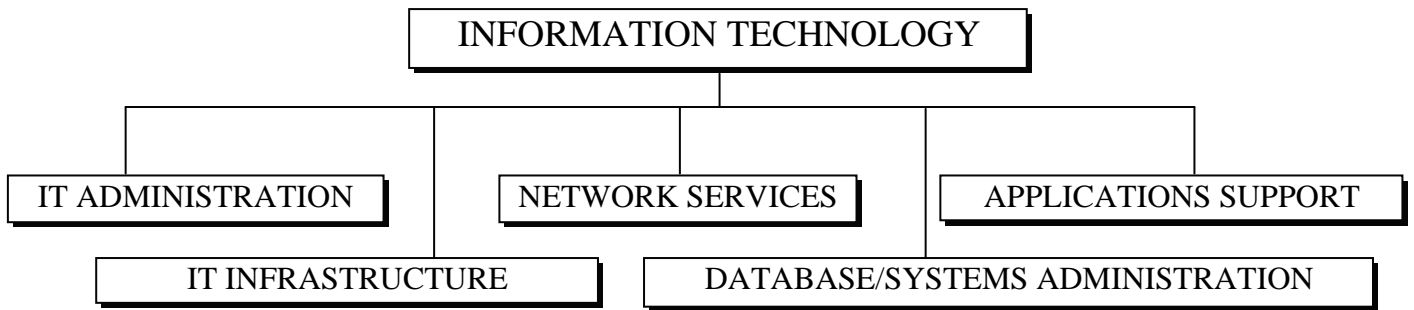 INFORMATION TECHNOLOGY
IT ADMINISTRATION
NETWORK SERVICES
APPLICATIONS SUPPORT
IT INFRASTRUCTURE
DATABASE/SYSTEMS ADMINISTRATION